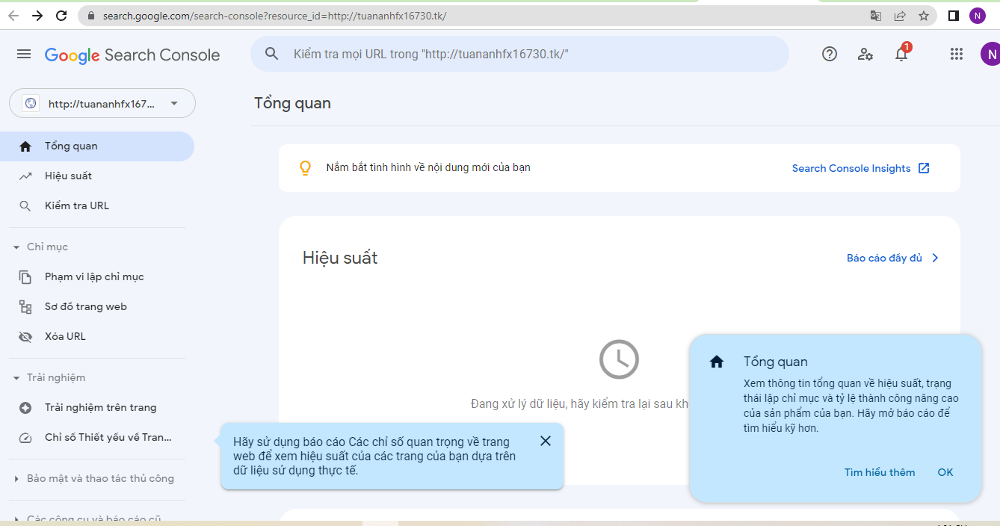 search.google.com/search-console?resource_id=http://tuananhfx16730.tk/
N
Google Search Console
Kiểm tra mọi URL trong "http://tuananhfx16730.tk/"
1
N
http://tuananhfx167...
Tổng quan
Tổng quan
Hiệu suất
Kiểm tra URL
Chỉ mục
Phạm vi lập chỉ mục
Sơ đồ trang web
Xóa URL
Trải nghiệm
Trải nghiệm trên trang
Chỉ số Thiết yếu về Tran...
Bảo mật và thao tác thủ công
Các công cụ và báo cáo cũ
Nắm bắt tình hình về nội dung mới của bạn
Search Console Insights
Hiệu suất
Báo cáo đầy đủ
Đang xử lý dữ liệu, hãy kiểm tra lại sau
Hãy sử dụng báo cáo Các chỉ số quan trọng về trang
web để xem hiệu suất của các trang của bạn dựa trên
dữ liệu sử dụng thực tế.
Tổng quan
Xem thông tin tổng quan về hiệu suất, trạng
thái lập chỉ mục và tỷ lệ thành công nâng cao
của sản phẩm của bạn. Hãy mở báo cáo để
tìm hiểu kỹ hơn.
Tìm hiểu thêm
OK